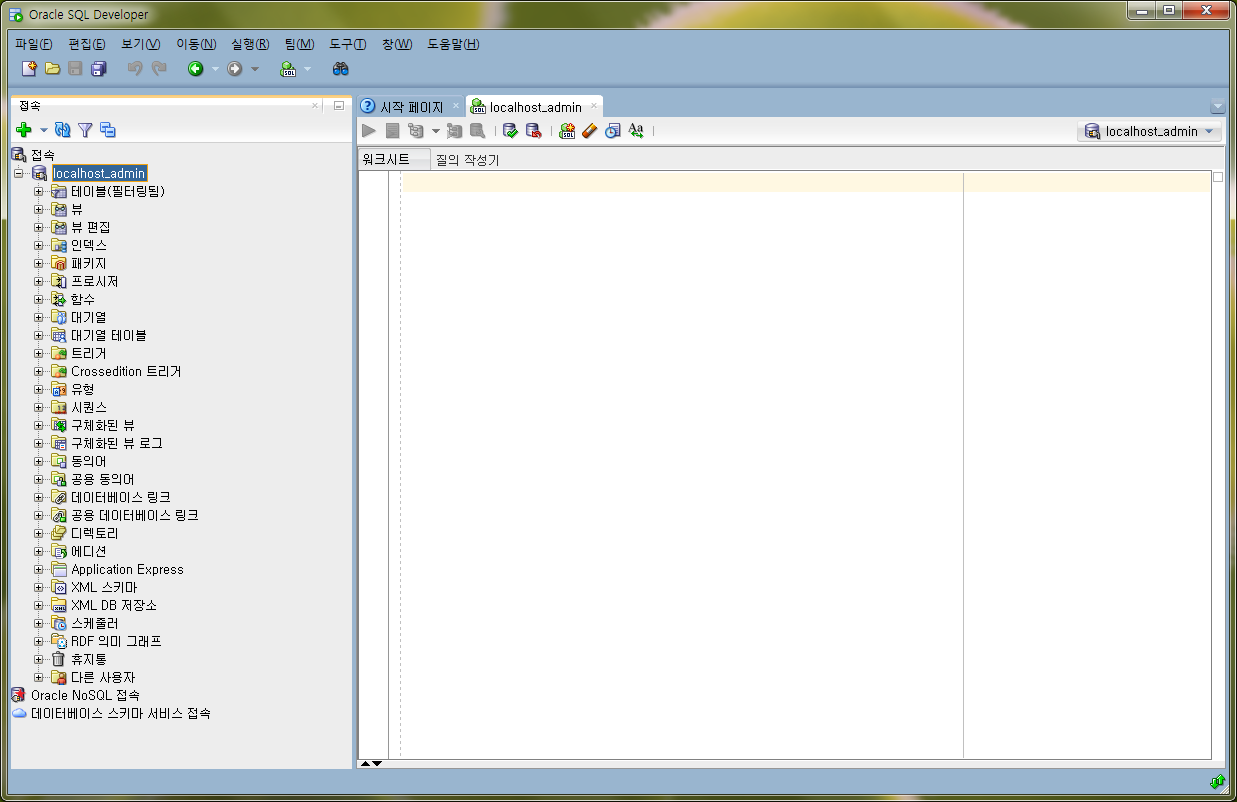 Oracle SQL Developer
파일(F) 편집(E) 보기(V) 이동(N) 실행(R) 팀(M) 도구(T) 창(W) 도움말(H)
접속
시작 페이지
localhost_admin
localhost_admin
워크시트
질의 작성기
접속
localhost_admin
테이블(필터링됨)
뷰
뷰 편집
인덱스
패키지
프로시저
함수
대기열
대기열 테이블
트리거
Crossedition 트리거
유형
시퀀스
구체화된 뷰
구체화된 뷰 로그
동의어
공용 동의어
데이터베이스 링크
공용 데이터베이스 링크
디렉토리
에디션
Application Express
XML 스키마
XML DB 저장소
스케줄러
RDF 의미 그래프
휴지통
다른 사용자
Oracle NoSQL 접속
데이터베이스 스키마 서비스 접속